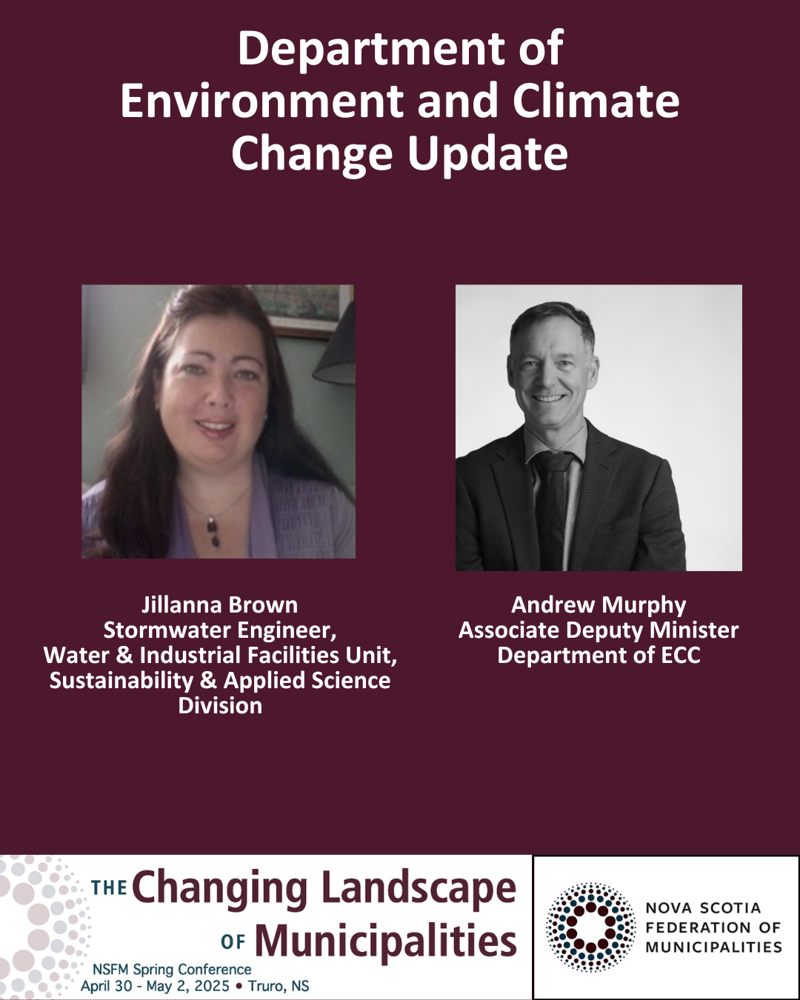 Department of
Environment and Climate
Change Update
Jillanna Brown
Stormwater Engineer,
Water & Industrial Facilities Unit,
Sustainability & Applied Science
Division
Andrew Murphy
Associate Deputy Minister
Department of ECC
THE Changing Landscape
OF Municipalities
NSFM Spring Conference
April 30 - May 2, 2025 • Truro, NS
NOVA SCOTIA
FEDERATION OF
MUNICIPALITIES